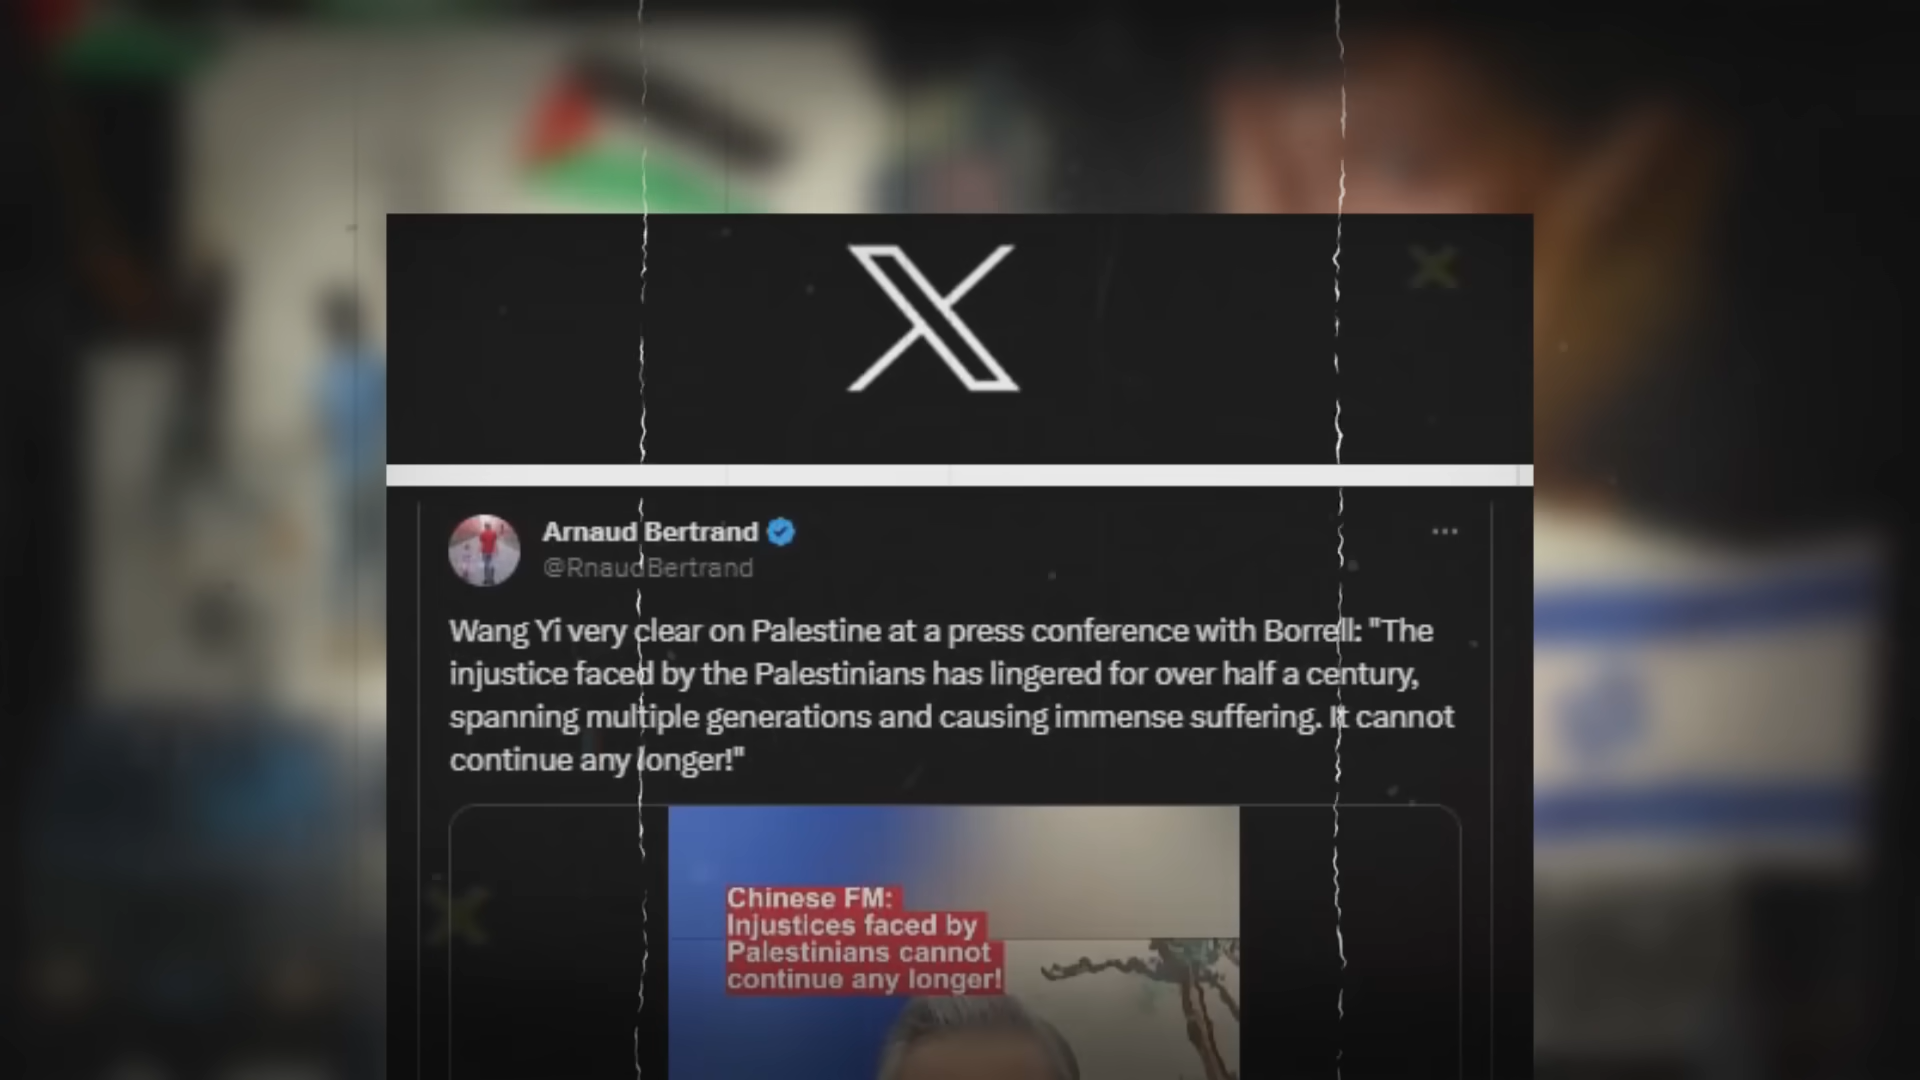 Arnaud Bertrand
@RnaudBertrand
Wang Yi very clear on Palestine at a press conference with Borrell: "The
injustice faced by the Palestinians has lingered for over half a century,
spanning multiple generations and causing immense suffering. It cannot
continue any longer!"
Chinese FM:
Injustices faced by
Palestinians cannot
continue any longer!